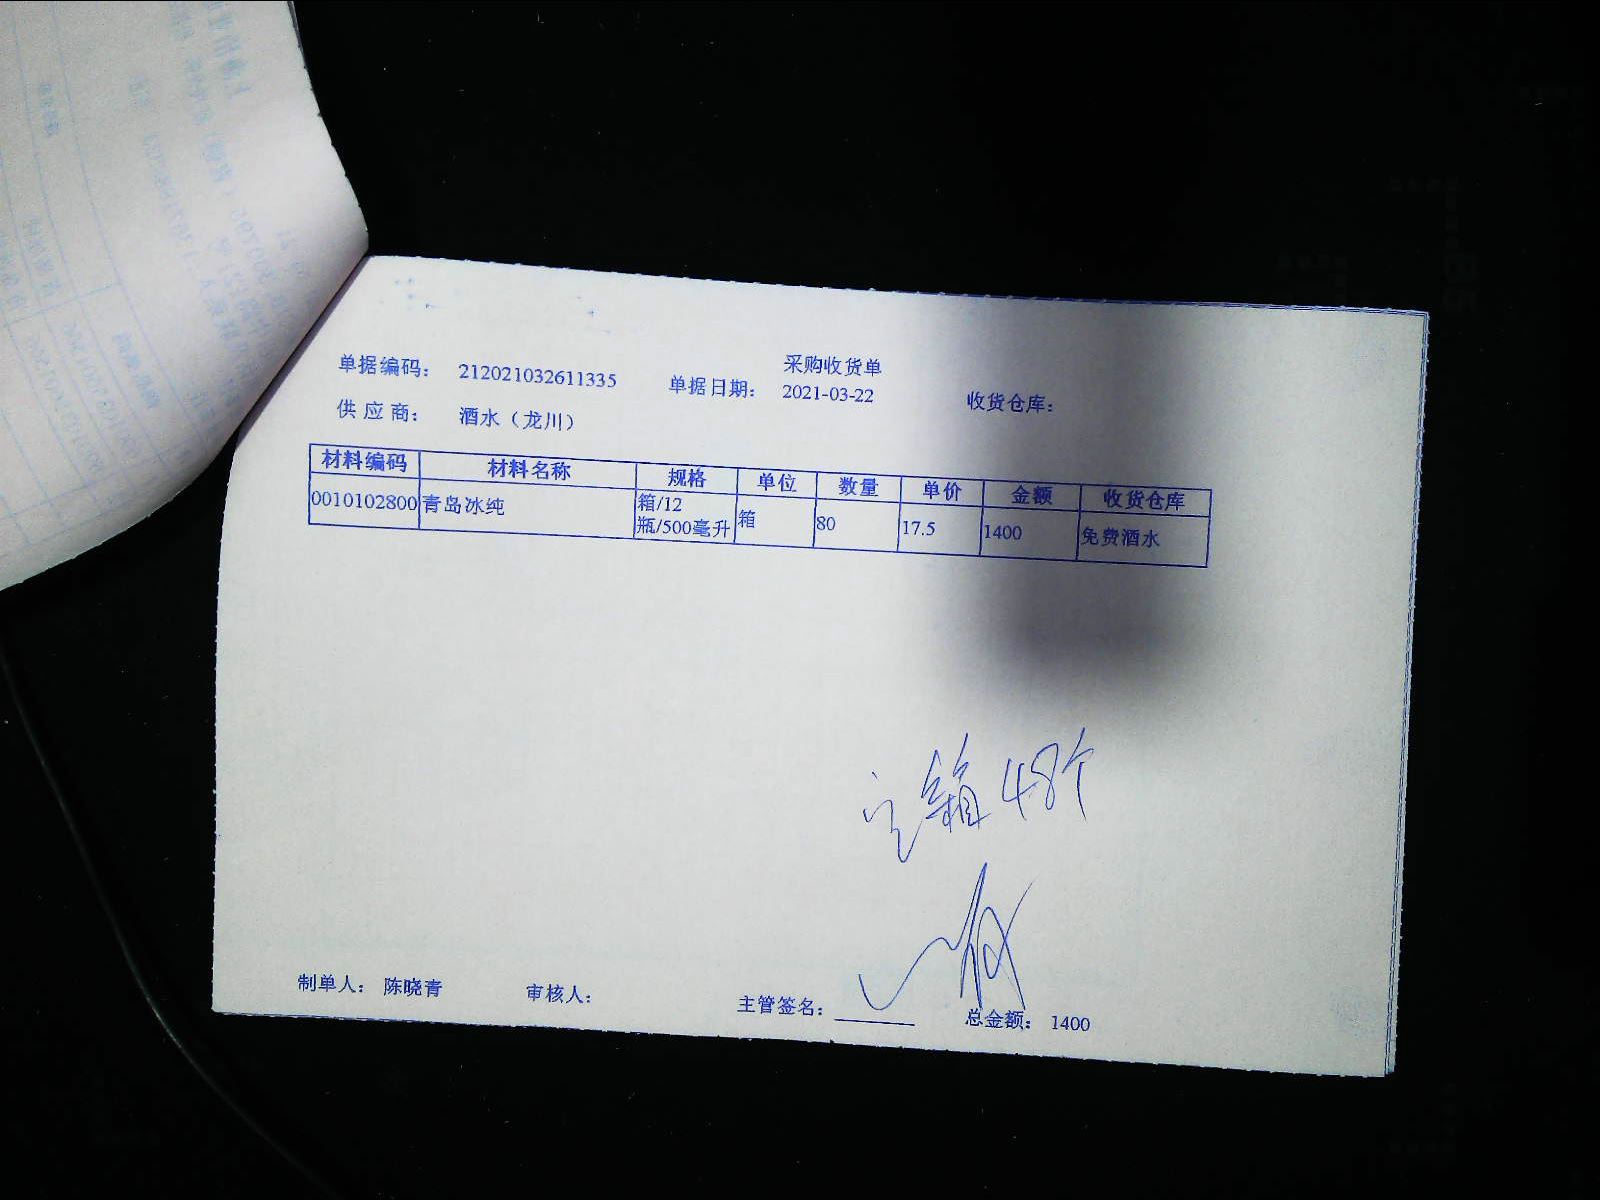 采购收货单
单据编码： 212021032611335 单据日期： 2021-03-22 收货仓库：
供 应 商： 酒水（龙川）
材料编码 材料名称 规格 单位 数量 单价 金额 收货仓库
0010102800 青岛冰纯 箱/12 箱 80 17.5 1400 免费酒水
瓶/500毫升
箱 48个
制单人： 陈晓青 审核人： 主管签名： 总金额： 1400